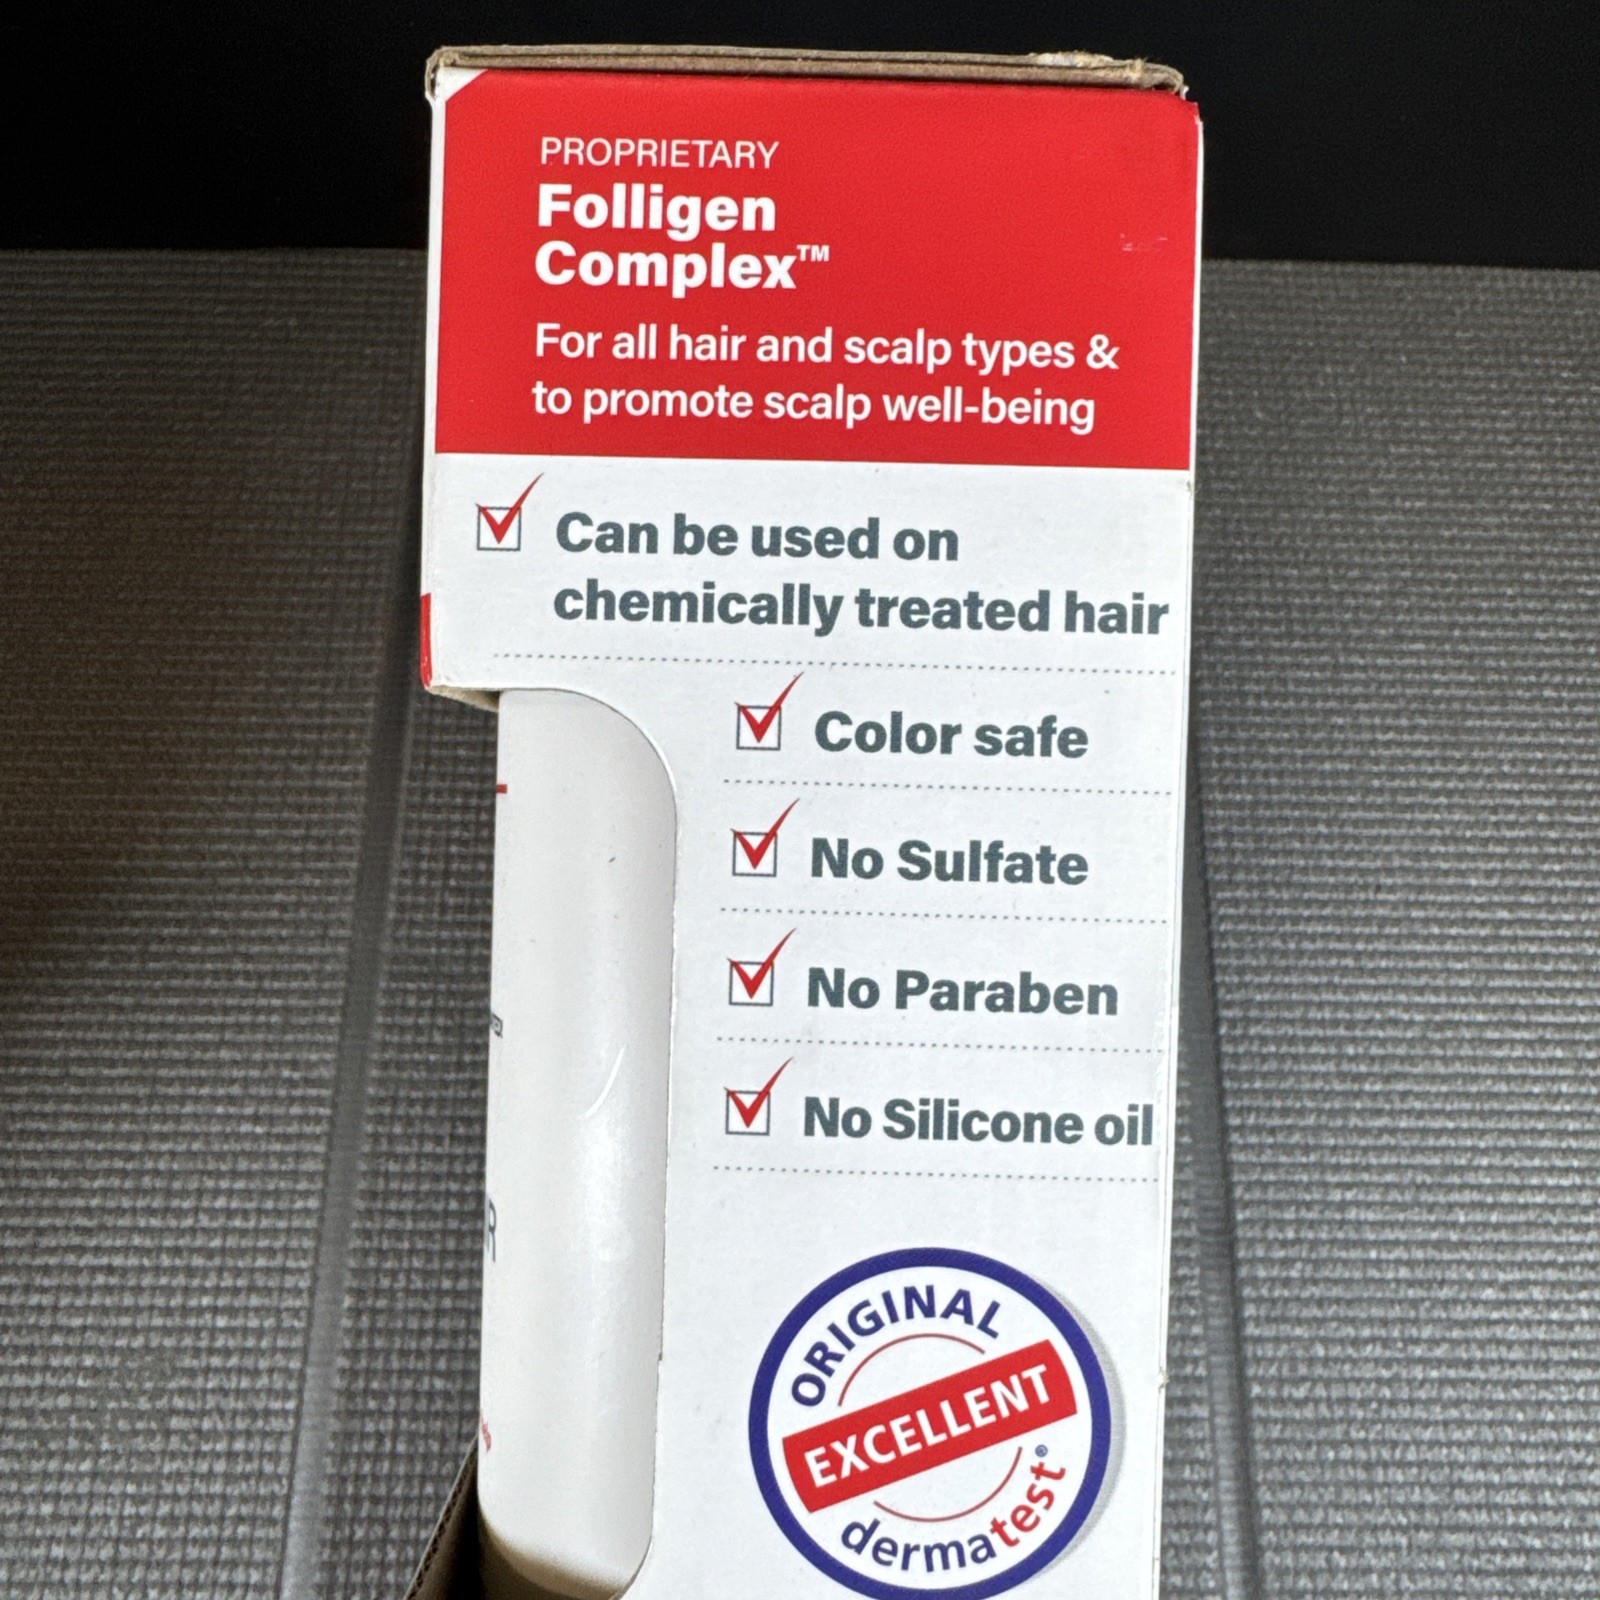 PROPRIETARY
Folligen
Complex™
For all hair and scalp types &
to promote scalp well-being
Can be used on
chemically treated hair
Color safe
No Sulfate
No Paraben
No Silicone oil
ORIGINAL
EXCELLENT
dermatest®